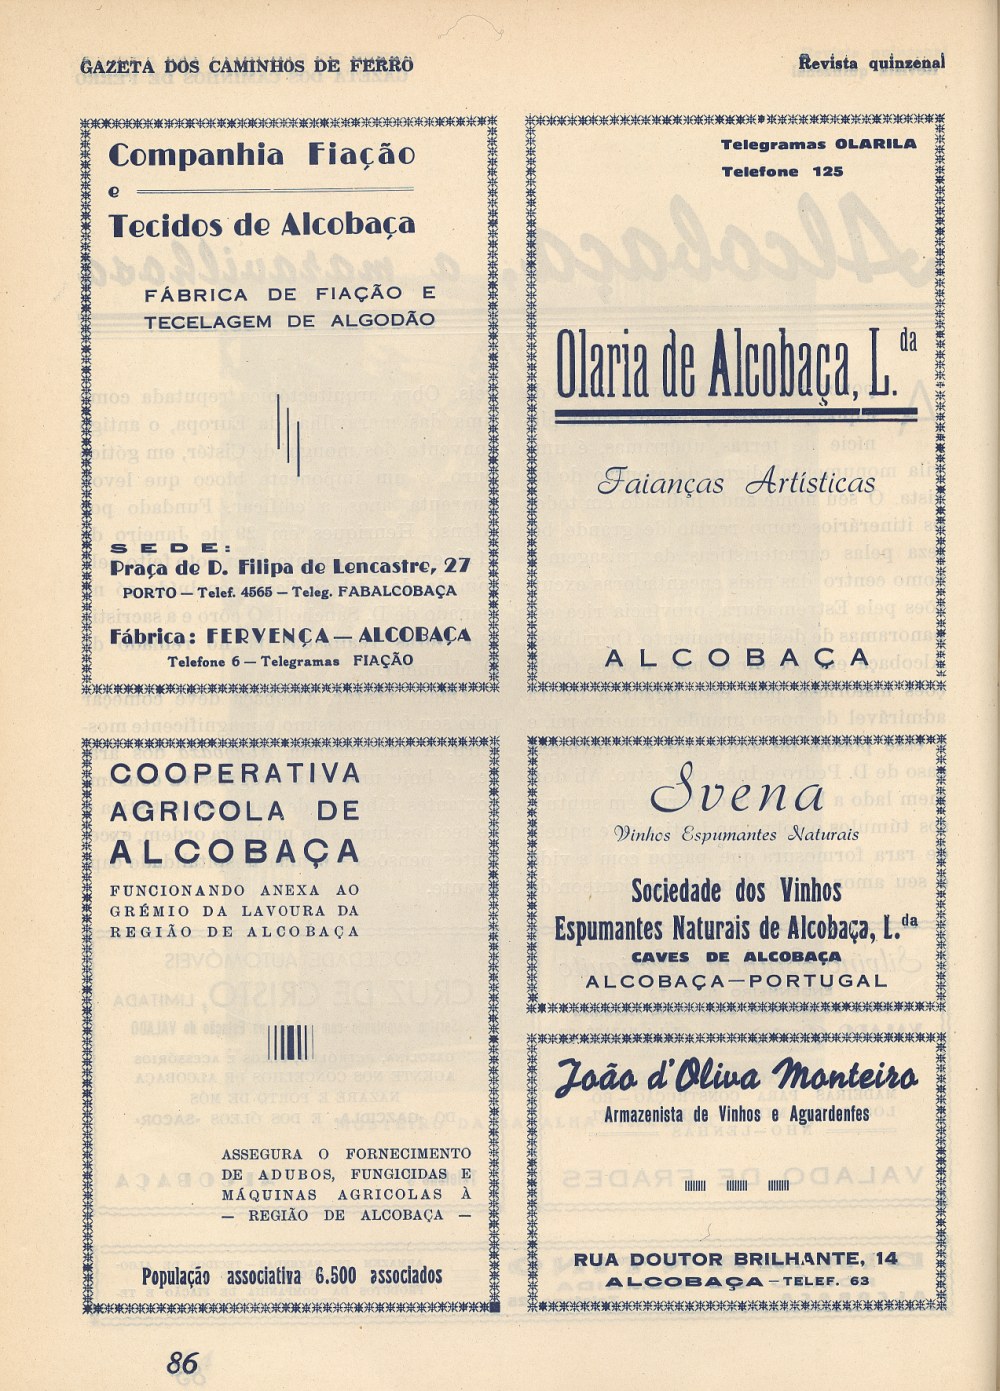 GAZETA DOS CAMINHOS DE FERRO
Revista quinzenal
Companhia Fiação
e
Tecidos de Alcobaça
FÁBRICA DE FIAÇÃO E
TECELAGEM DE ALGODÃO
SEDE:
Praça de D. Filipa de Lencastre, 27
PORTO — Telef. 4565 — Teleg. FABALCOBAÇA
Fábrica: FERVENÇA — ALCOBAÇA
Telefone 6 — Telegramas FIAÇÃO
Telegramas OLARILA
Telefone 125
Olaria de Alcobaça, L.da
Faianças Artísticas
ALCOBAÇA
COOPERATIVA
AGRICOLA DE
ALCOBAÇA
FUNCIONANDO ANEXA AO
GRÉMIO DA LAVOURA DA
REGIÃO DE ALCOBAÇA
ASSEGURA O FORNECIMENTO
DE ADUBOS, FUNGICIDAS E
MÁQUINAS AGRICOLAS À
— REGIÃO DE ALCOBAÇA —
População associativa 6.500 associados
Svena
Vinhos Espumantes Naturais
Sociedade dos Vinhos
Espumantes Naturais de Alcobaça, L.da
CAVES DE ALCOBAÇA
ALCOBAÇA — PORTUGAL
João d'Oliva Monteiro
Armazenista de Vinhos e Aguardentes
RUA DOUTOR BRILHANTE, 14
ALCOBAÇA — TELEF. 63
86